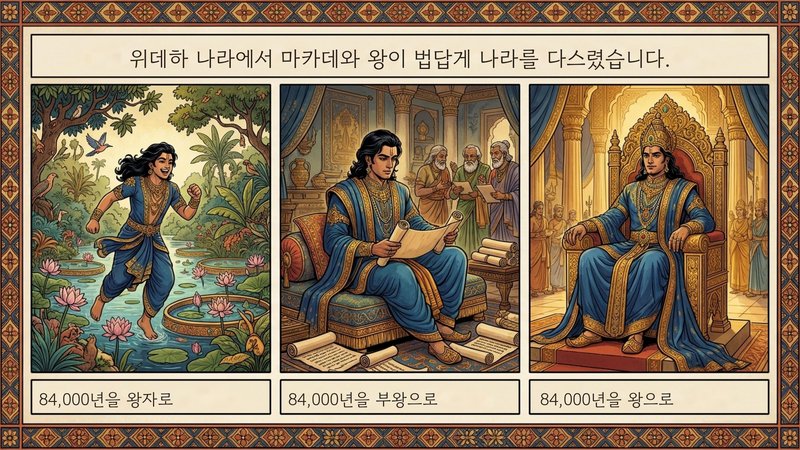 위데하 나라에서 마카데와 왕이 법답게 나라를 다스렸습니다.
84,000년을 왕자로
84,000년을 부왕으로
84,000년을 왕으로